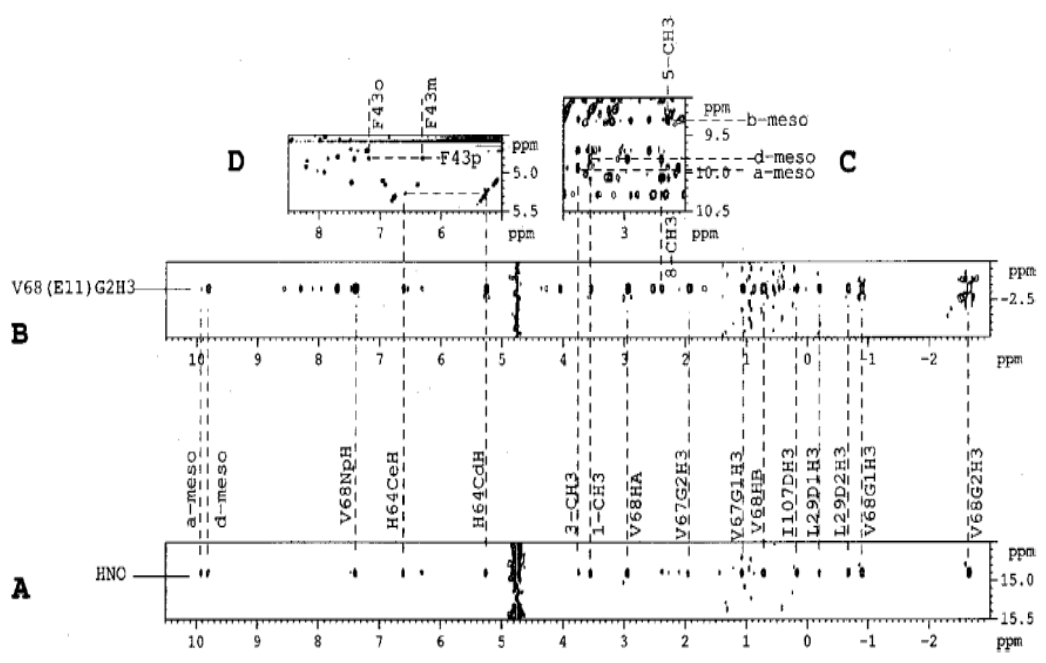 5-CH3
F43o
F43m
D
ppm
F43p
5.0
5.5
8 7 6 ppm
ppm
b-meso
9.5
d-meso
C
10.0
a-meso
10.5
3 ppm
8-CH3
V68(E11)G2H3
ppm
-2.5
B
10 9 8 7 6 5 4 3 2 1 0 -1 -2 ppm
a-meso
d-meso
V68NpH
H64CeH
H64CdH
3-CH3
1-CH3
V68HA
V67G2H3
V67G1H3
V68HB
I107DH3
L29D1H3
L29D2H3
V68G1H3
V68G2H3
HNO
ppm
15.0
A
15.5
10 9 8 7 6 5 4 3 2 1 0 -1 -2 ppm